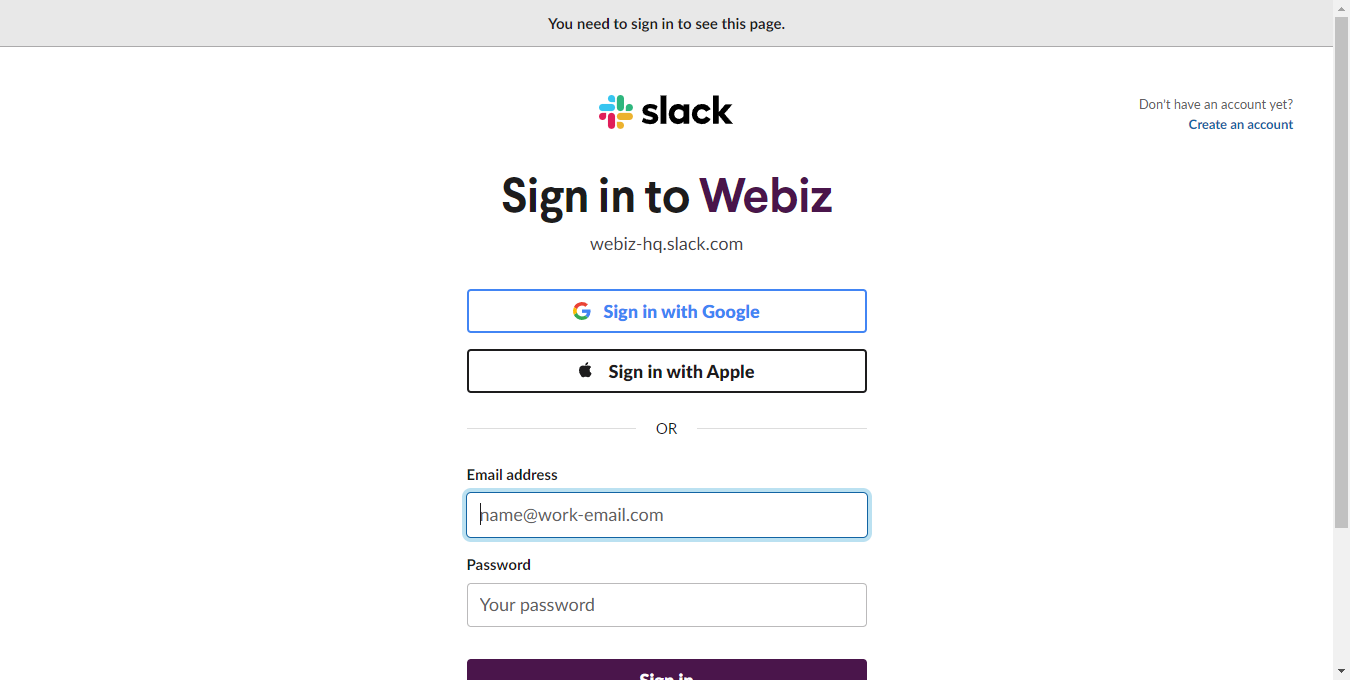 You need to sign in to see this page.
slack
Don't have an account yet?
Create an account
Sign in to Webiz
webiz-hq.slack.com
Sign in with Google
Sign in with Apple
OR
Email address
name@work-email.com
Password
Your password
Sign in